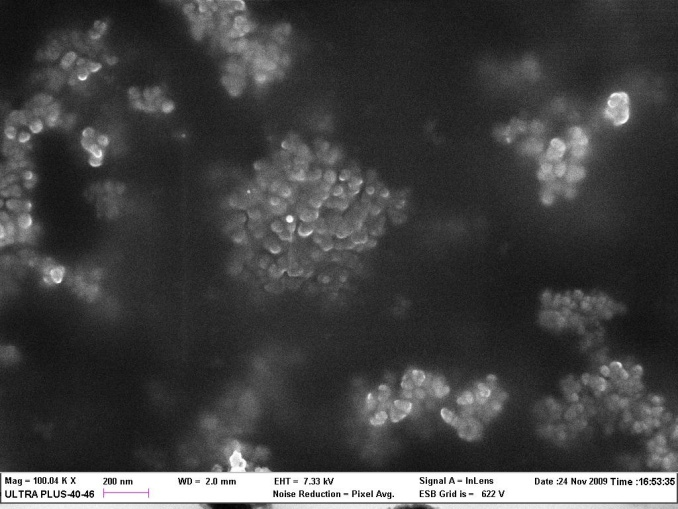 Mag = 100.04 K X 200 nm WD = 2.0 mm EHT = 7.33 kV Signal A = InLens Date :24 Nov 2009 Time :16:53:35
ULTRA PLUS-40-46 Noise Reduction = Pixel Avg. ESB Grid is = 622 V